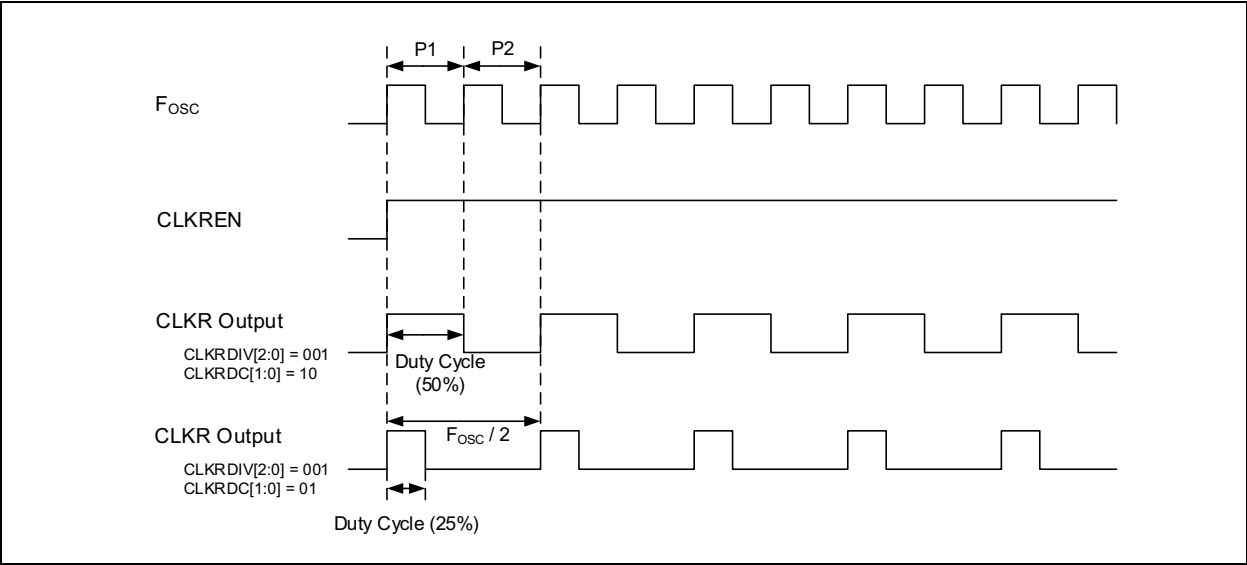 P1 P2
FOSC
CLKREN
CLKR Output
CLKRDIV[2:0] = 001
CLKRDC[1:0] = 10
Duty Cycle
(50%)
FOSC / 2
CLKR Output
CLKRDIV[2:0] = 001
CLKRDC[1:0] = 01
Duty Cycle (25%)